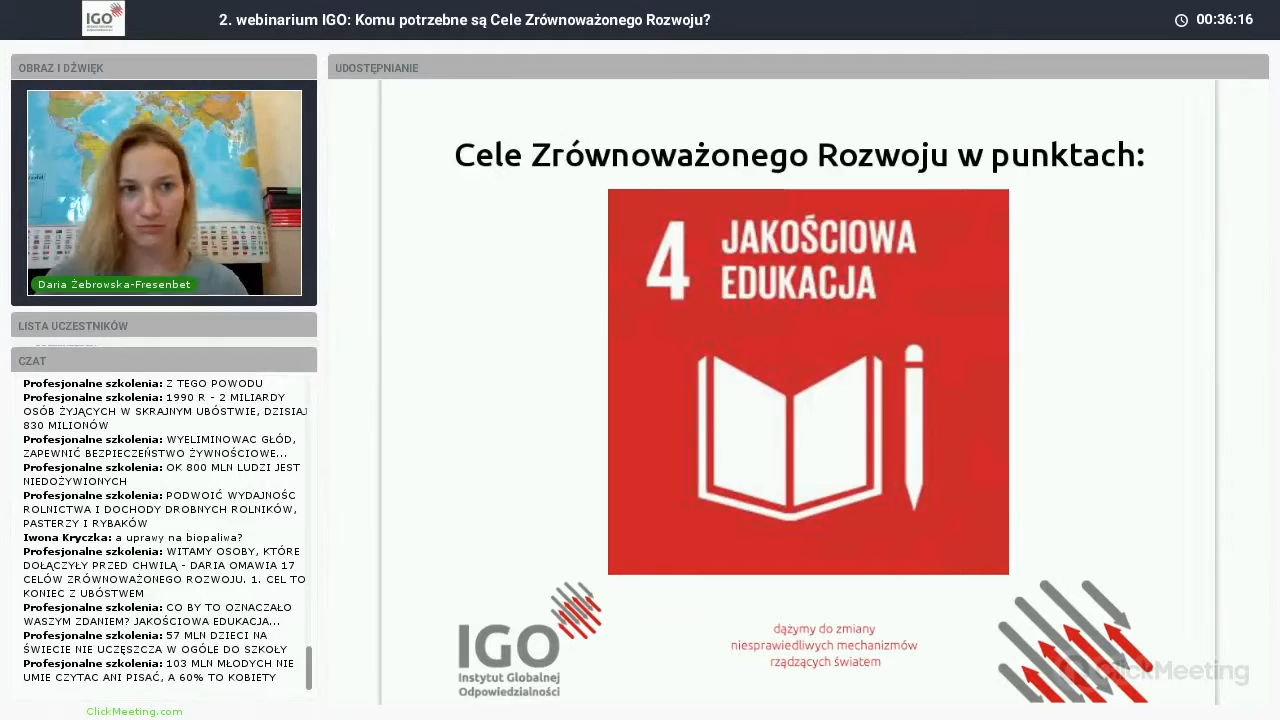 IGO
2. webinarium IGO: Komu potrzebne są Cele Zrównoważonego Rozwoju?
00:36:16
OBRAZ I DŹWIĘK
Daria Żebrowska-Fresenbet
LISTA UCZESTNIKÓW
CZAT
Profesjonalne szkolenia: Z TEGO POWODU
Profesjonalne szkolenia: 1990 R - 2 MILIARDY
OSÓB ŻYJĄCYCH W SKRAJNYM UBÓSTWIE, DZISIAJ
830 MILIONÓW
Profesjonalne szkolenia: WYELIMINOWAC GŁÓD,
ZAPEWNIĆ BEZPIECZEŃSTWO ŻYWNOŚCIOWE...
Profesjonalne szkolenia: OK 800 MLN LUDZI JEST
NIEDOŻYWIONYCH
Profesjonalne szkolenia: PODWOIĆ WYDAJNOŚC
ROLNICTWA I DOCHODY DROBNYCH ROLNIKÓW,
PASTERZY I RYBAKÓW
Iwona Kryczka: a uprawy na biopaliwa?
Profesjonalne szkolenia: WITAMY OSOBY, KTÓRE
DOŁĄCZYŁY PRZED CHWILĄ - DARIA OMAWIA 17
CELÓW ZRÓWNOWAŻONEGO ROZWOJU. 1. CEL TO
KONIEC Z UBÓSTWEM
Profesjonalne szkolenia: CO BY TO OZNACZAŁO
WASZYM ZDANIEM? JAKOŚCIOWA EDUKACJA...
Profesjonalne szkolenia: 57 MLN DZIECI NA
ŚWIECIE NIE UCZĘSZCZA W OGÓLE DO SZKOŁY
Profesjonalne szkolenia: 103 MLN MŁODYCH NIE
UMIE CZYTAC ANI PISAĆ, A 60% TO KOBIETY
ClickMeeting.com
UDOSTĘPNIANIE
Cele Zrównoważonego Rozwoju w punktach:
4 JAKOŚCIOWA
EDUKACJA
IGO
Instytut Globalnej
Odpowiedzialności
dążymy do zmiany
niesprawiedliwych mechanizmów
rządzących światem
ClickMeeting